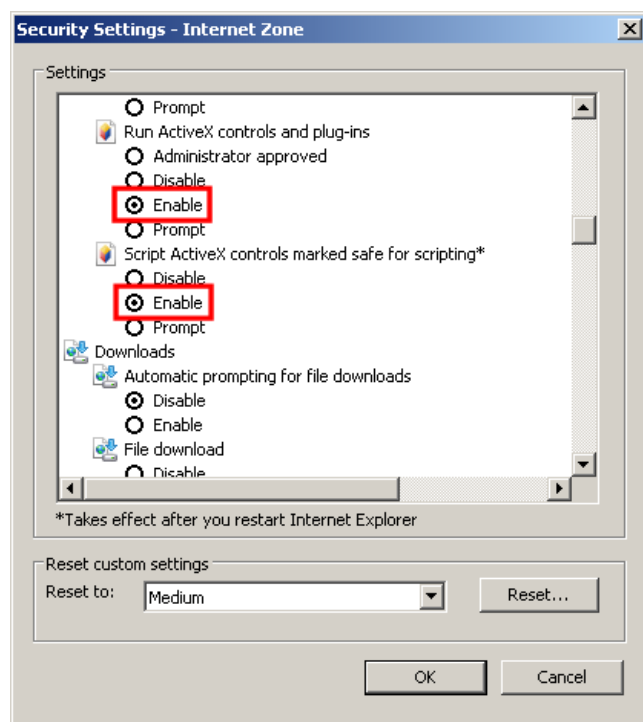 Security Settings - Internet Zone
Settings
Prompt
Run ActiveX controls and plug-ins
Administrator approved
Disable
Enable
Prompt
Script ActiveX controls marked safe for scripting*
Disable
Enable
Prompt
Downloads
Automatic prompting for file downloads
Disable
Enable
File download
Disable
*Takes effect after you restart Internet Explorer
Reset custom settings
Reset to: Medium Reset...
OK Cancel